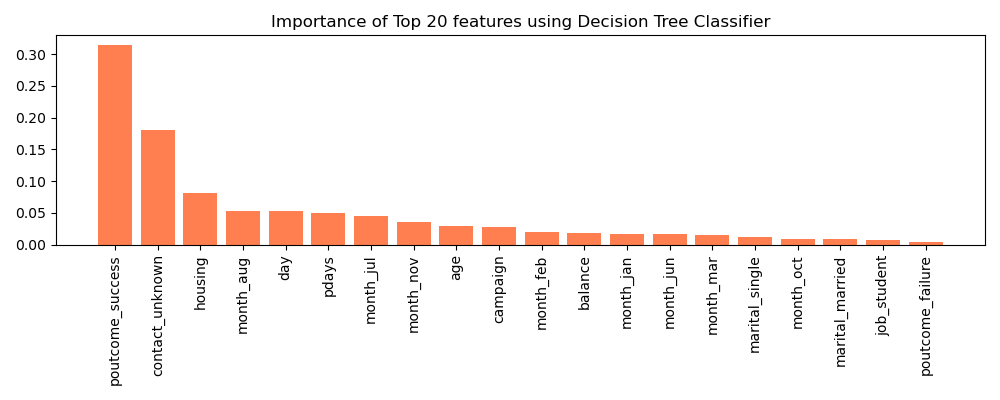 Importance of Top 20 features using Decision Tree Classifier
0.30
0.25
0.20
0.15
0.10
0.05
0.00
poutcome_success
contact_unknown
housing
month_aug
day
pdays
month_jul
month_nov
age
campaign
month_feb
balance
month_jan
month_jun
month_mar
marital_single
month_oct
marital_married
job_student
poutcome_failure